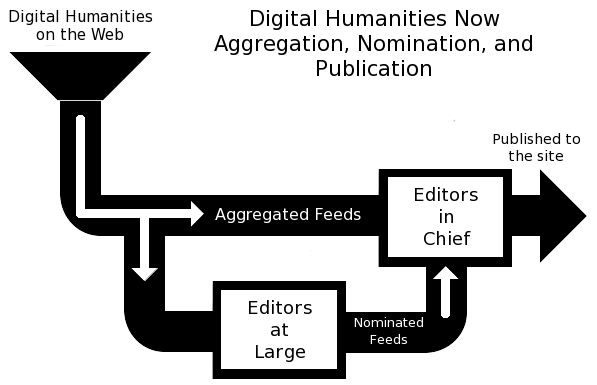 Digital Humanities
on the Web
Digital Humanities Now
Aggregation, Nomination, and
Publication
Published to
the site
Aggregated Feeds
Editors
in
Chief
Editors
at
Large
Nominated
Feeds